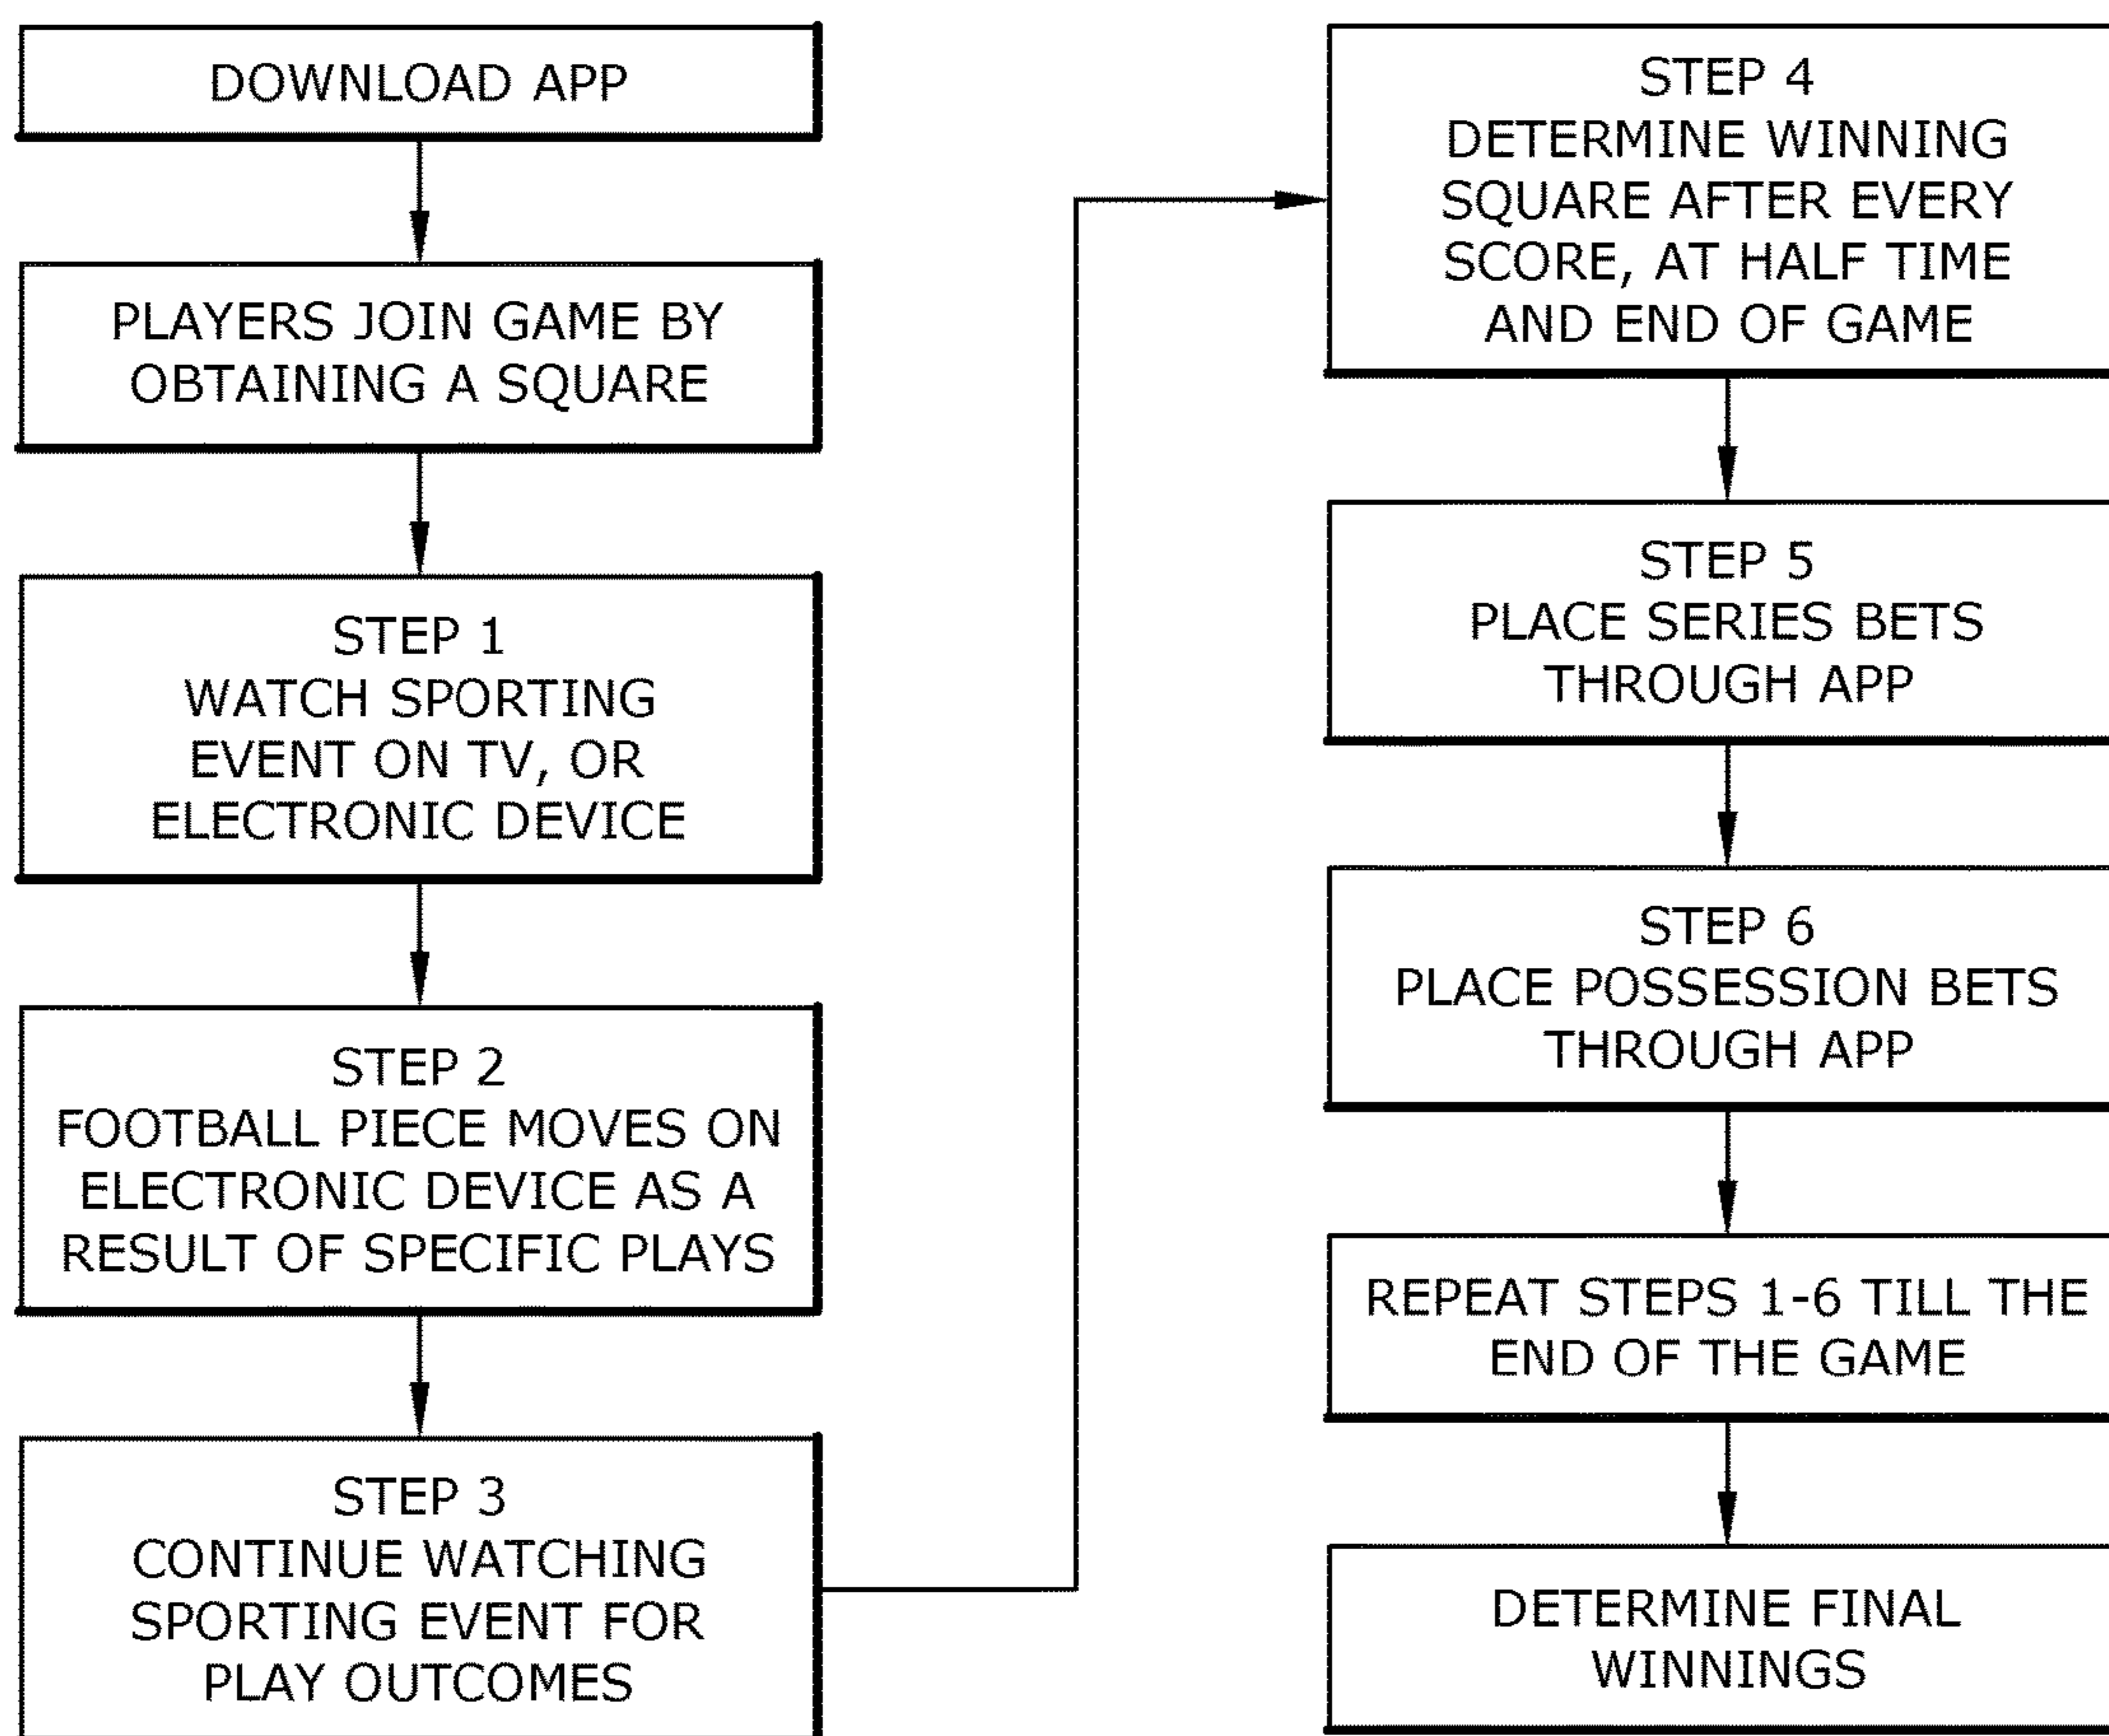 DOWNLOAD APP
PLAYERS JOIN GAME BY
OBTAINING A SQUARE
STEP 1
WATCH SPORTING
EVENT ON TV, OR
ELECTRONIC DEVICE
STEP 2
FOOTBALL PIECE MOVES ON
ELECTRONIC DEVICE AS A
RESULT OF SPECIFIC PLAYS
STEP 3
CONTINUE WATCHING
SPORTING EVENT FOR
PLAY OUTCOMES
STEP 4
DETERMINE WINNING
SQUARE AFTER EVERY
SCORE, AT HALF TIME
AND END OF GAME
STEP 5
PLACE SERIES BETS
THROUGH APP
STEP 6
PLACE POSSESSION BETS
THROUGH APP
REPEAT STEPS 1-6 TILL THE
END OF THE GAME
DETERMINE FINAL
WINNINGS